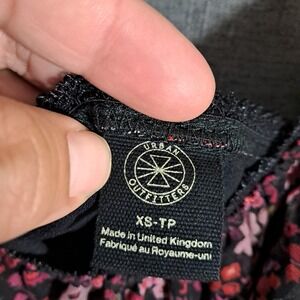 URBAN
OUTFITTERS
XS-TP
Made in United Kingdom
Fabriqué au Royaume-uni